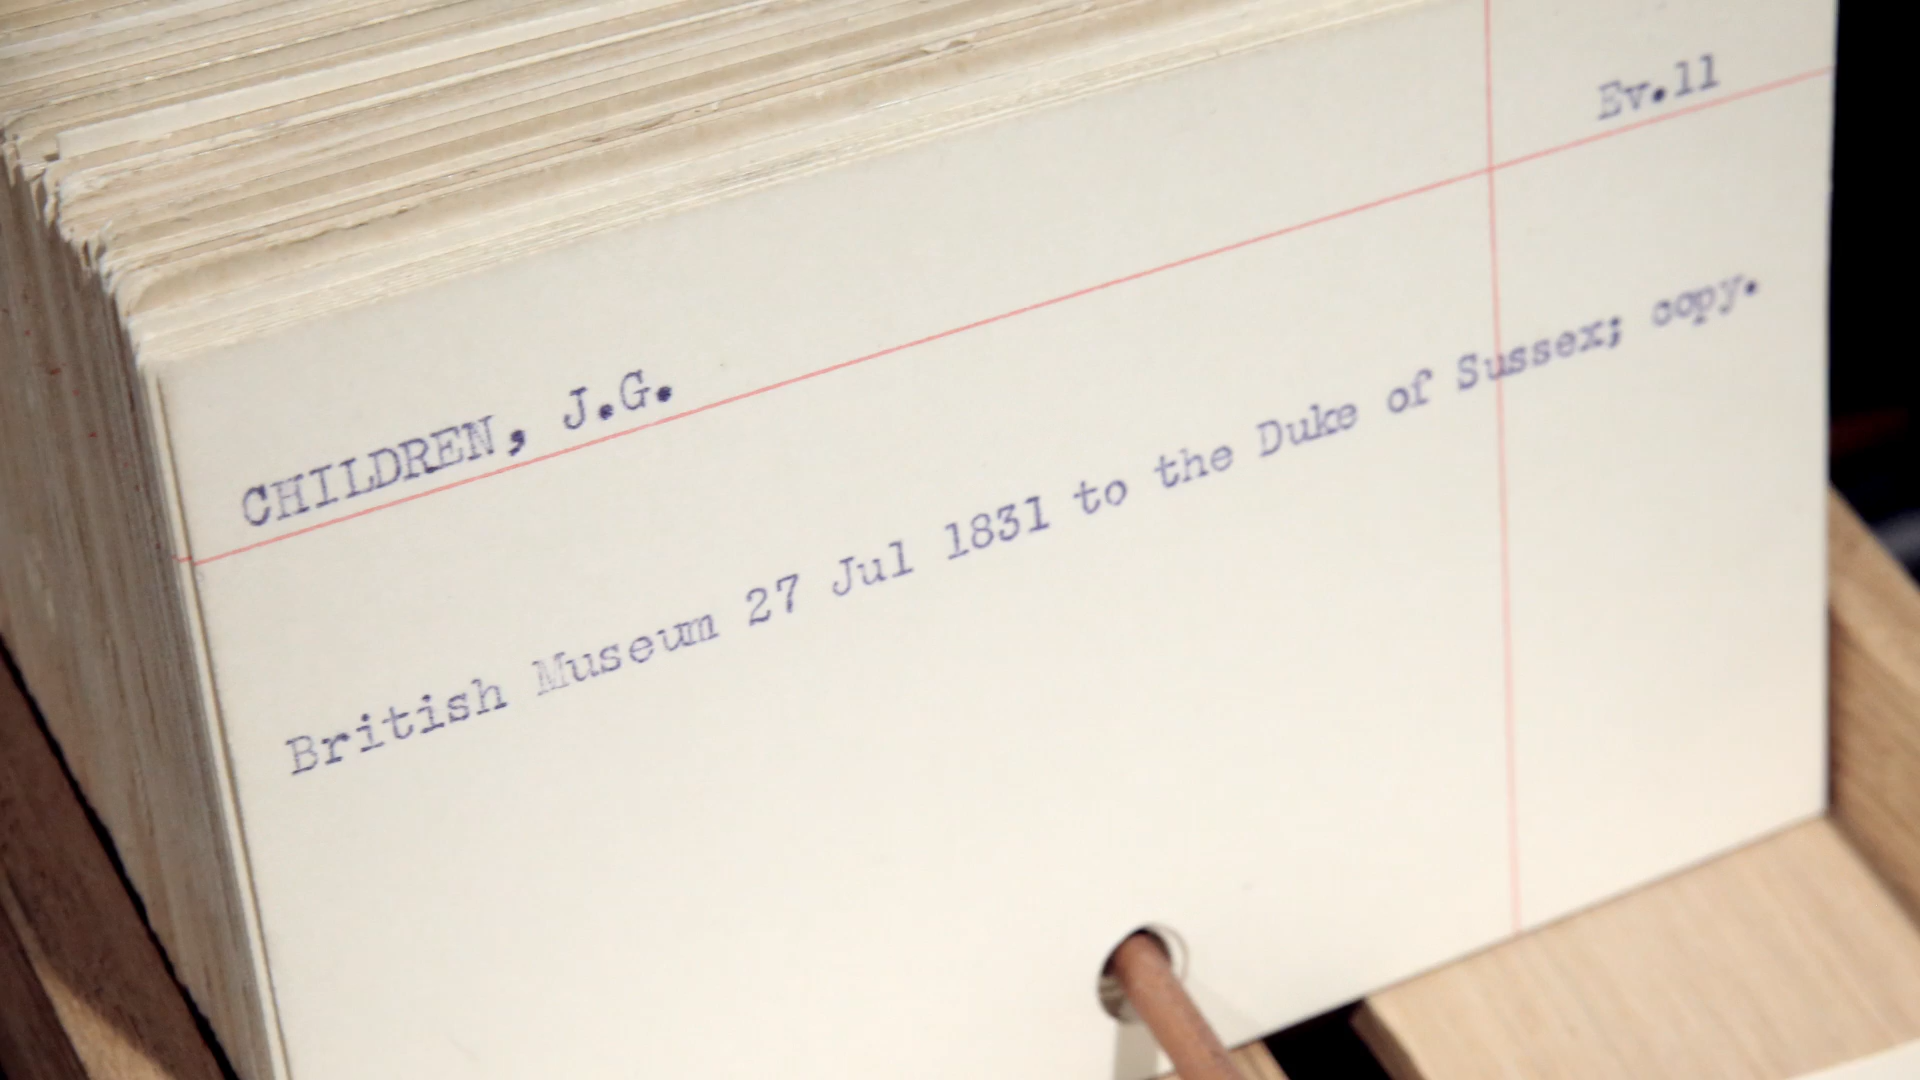 Ev.11
CHILDREN, J.G.
British Museum 27 Jul 1831 to the Duke of Sussex; copy.